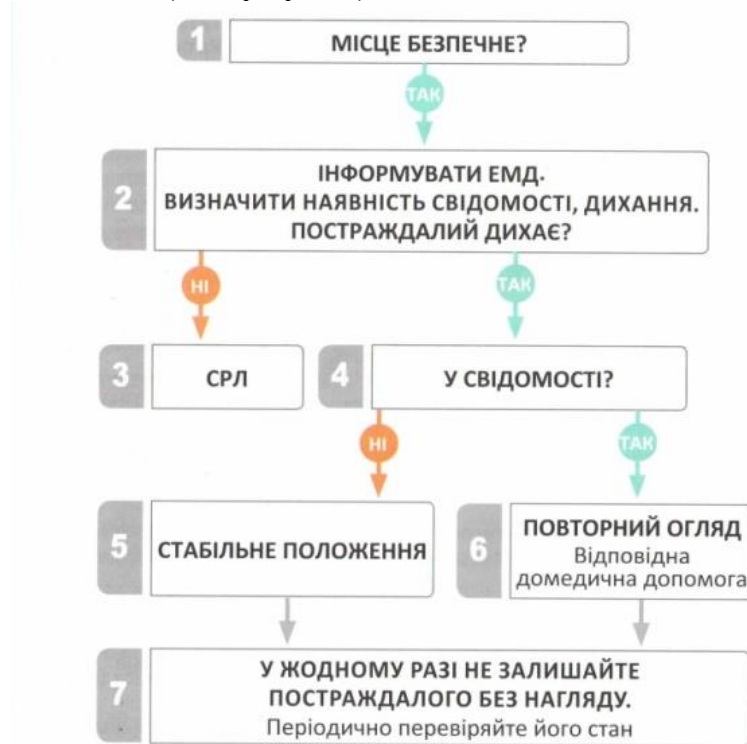 1 МІСЦЕ БЕЗПЕЧНЕ?
ТАК
2 ІНФОРМУВАТИ ЕМД.
ВИЗНАЧИТИ НАЯВНІСТЬ СВІДОМОСТІ, ДИХАННЯ.
ПОСТРАЖДАЛИЙ ДИХАЄ?
НІ ТАК
3 СРЛ 4 У СВІДОМОСТІ?
НІ ТАК
5 СТАБІЛЬНЕ ПОЛОЖЕННЯ
6 ПОВТОРНИЙ ОГЛЯД
Відповідна
домедична допомога
7 У ЖОДНОМУ РАЗІ НЕ ЗАЛИШАЙТЕ
ПОСТРАЖДАЛОГО БЕЗ НАГЛЯДУ.
Періодично перевіряйте його стан